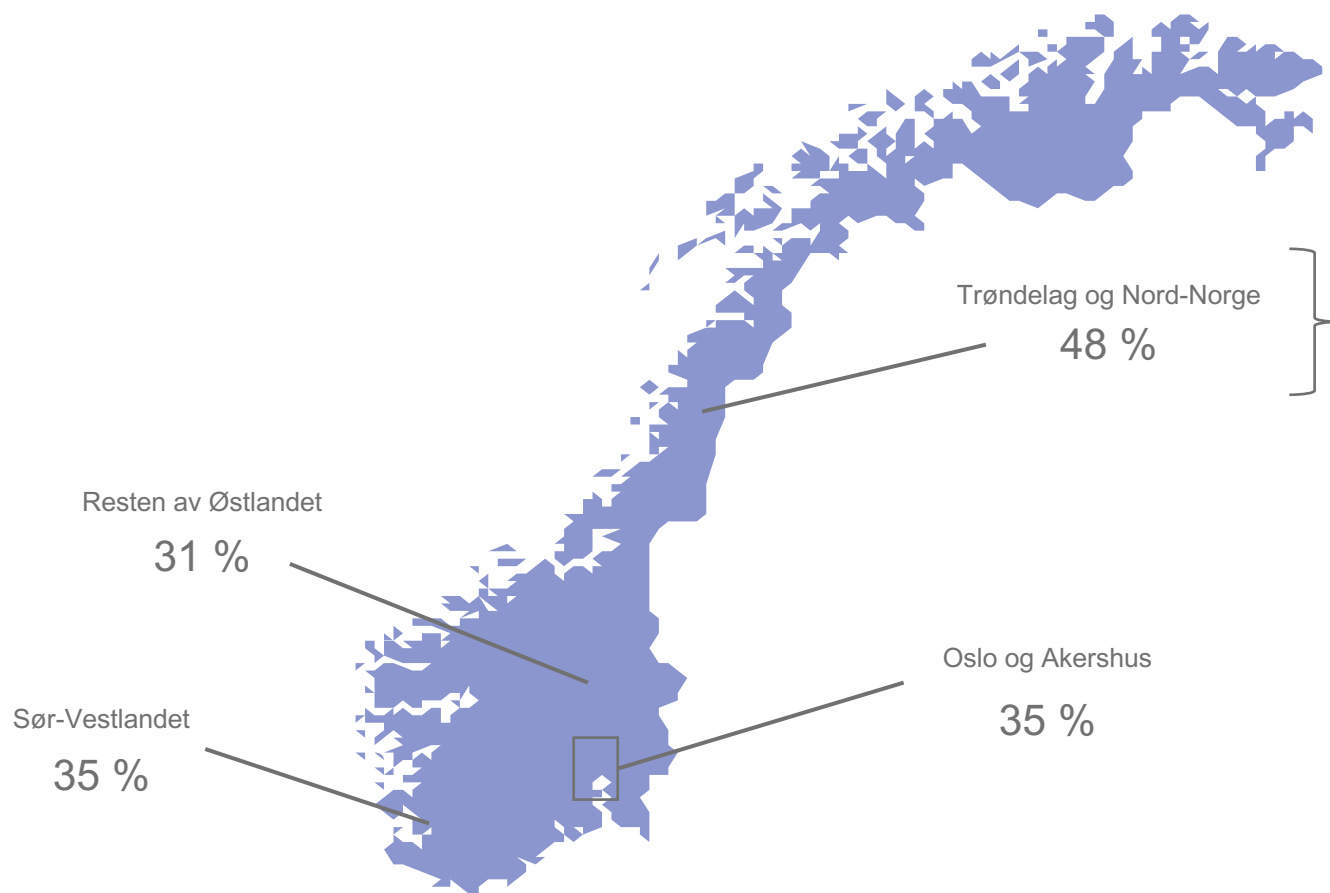 Trøndelag og Nord-Norge
48 %
Resten av Østlandet
31 %
Oslo og Akershus
35 %
Sør-Vestlandet
35 %